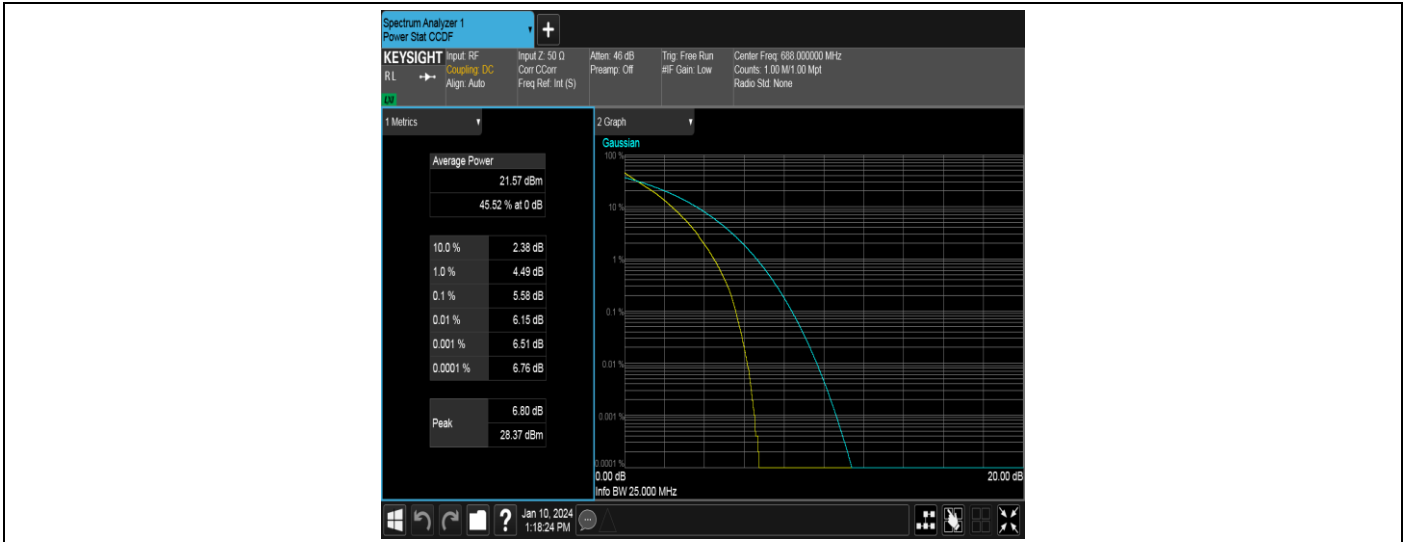 Spectrum Analyzer 1
Power Stat CCDF
+
KEYSIGHT
RL
LXI
Input: RF
Coupling: DC
Align: Auto
Input Z: 50 Ω
Corr CCorr
Freq Ref: Int (S)
Atten: 46 dB
Preamp: Off
Trig: Free Run
#IF Gain: Low
Center Freq: 688.000000 MHz
Counts: 1.00 M/1.00 Mpt
Radio Std: None
1 Metrics
Average Power
21.57 dBm
45.52 % at 0 dB
10.0 % 2.38 dB
1.0 % 4.49 dB
0.1 % 5.58 dB
0.01 % 6.15 dB
0.001 % 6.51 dB
0.0001 % 6.76 dB
Peak
6.80 dB
28.37 dBm
2 Graph
Gaussian
100 %
10 %
1 %
0.1 %
0.01 %
0.001 %
0.0001 %
0.00 dB 20.00 dB
Info BW 25.000 MHz
?
Jan 10, 2024
1:18:24 PM